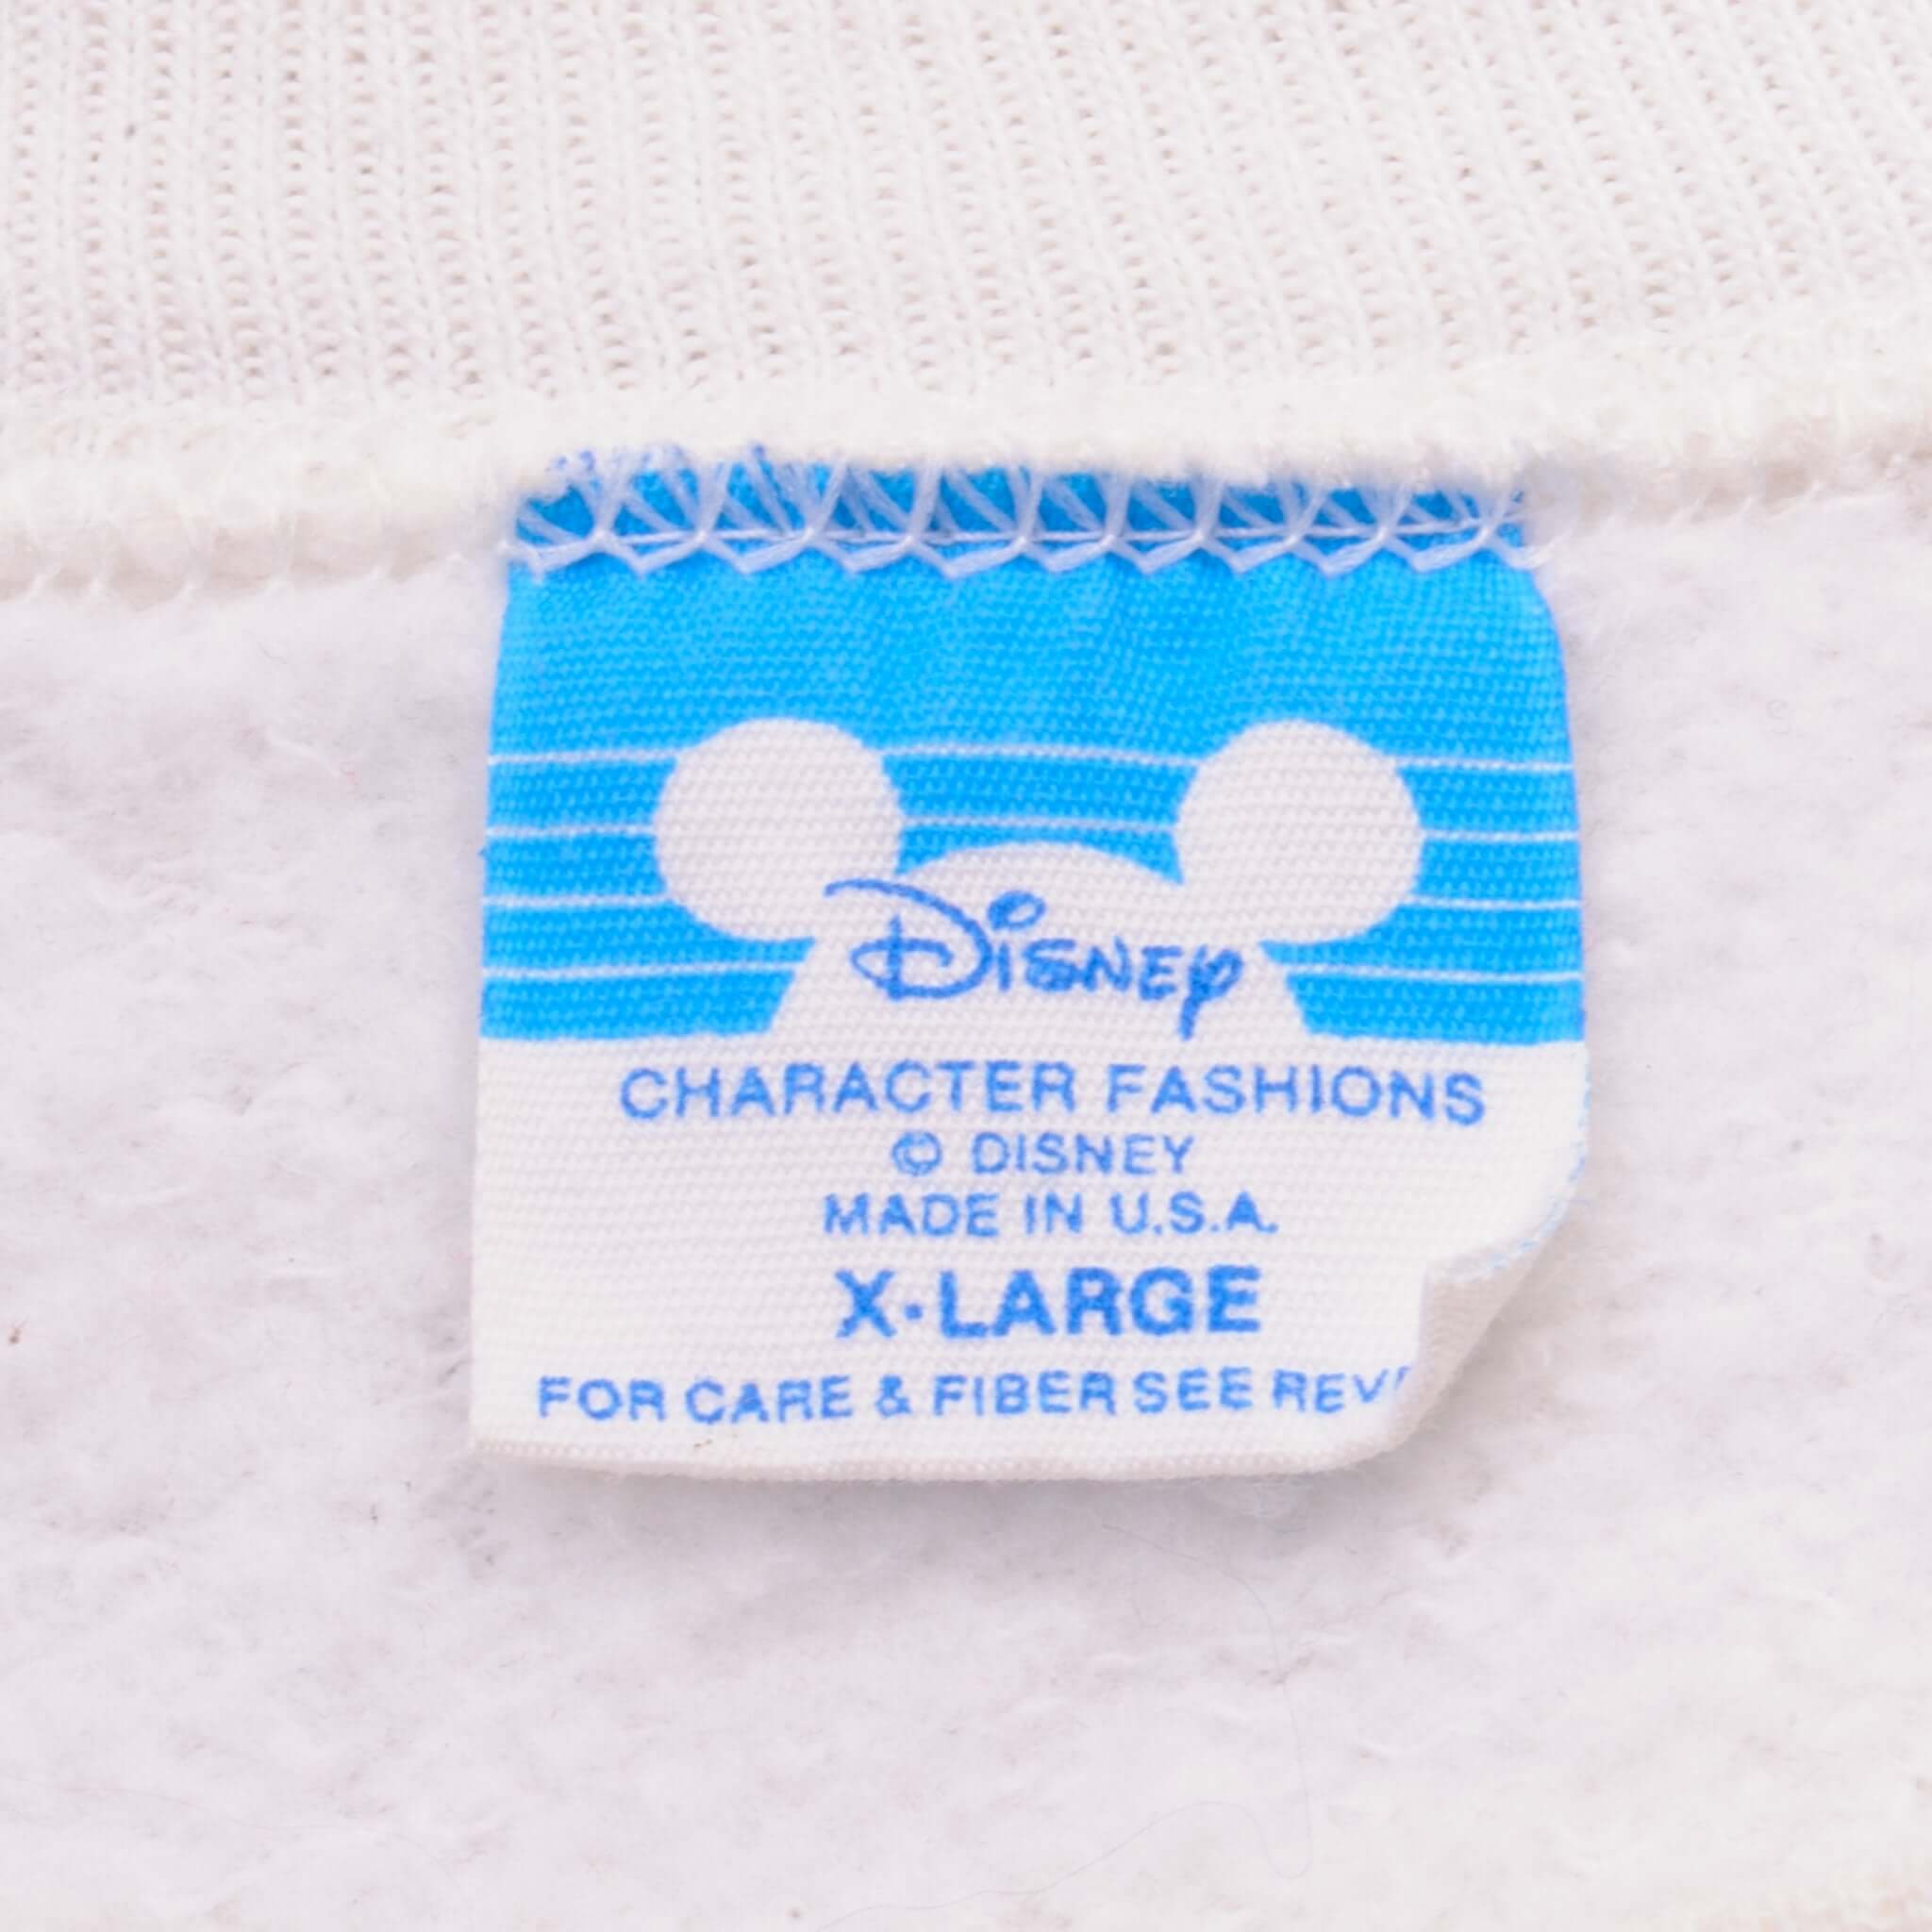 Disney
CHARACTER FASHIONS
© DISNEY
MADE IN U.S.A.
X-LARGE
FOR CARE & FIBER SEE